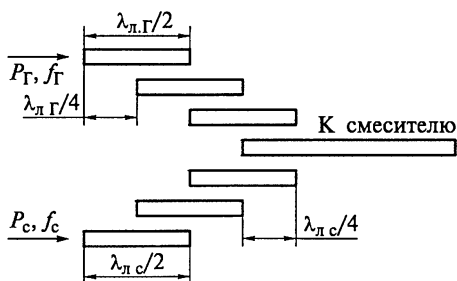 λл.Г/2
PГ, fГ
λл Г/4
К смесителю
Pс, fс
λл с/4
λл с/2